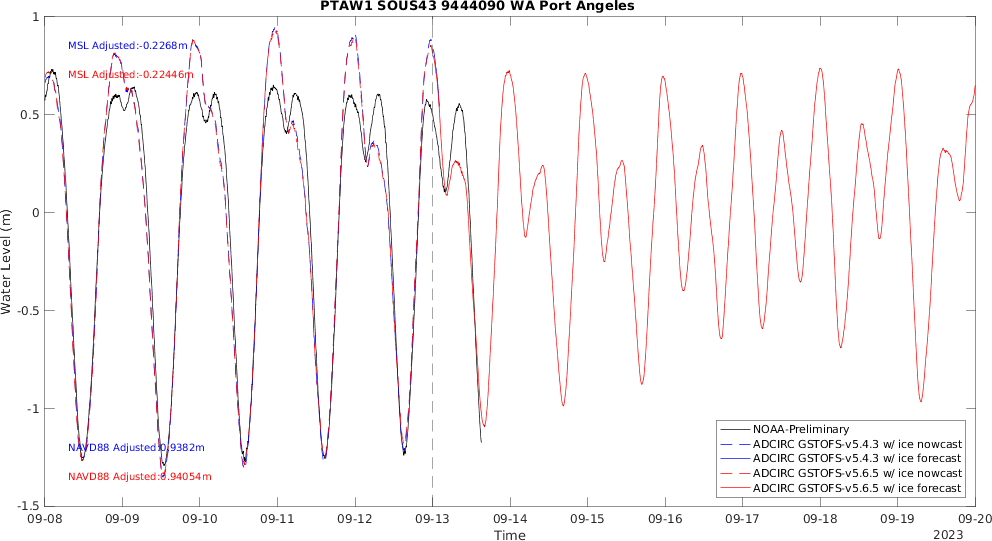 PTAW1 SOUS43 9444090 WA Port Angeles
MSL Adjusted:-0.2268m
MSL Adjusted:-0.22446m
NAVD88 Adjusted:0.9382m
NAVD88 Adjusted:0.94054m
Water Level (m)
1
0.5
0
-0.5
-1
-1.5
NOAA-Preliminary
ADCIRC GSTOFS-v5.4.3 w/ ice nowcast
ADCIRC GSTOFS-v5.4.3 w/ ice forecast
ADCIRC GSTOFS-v5.6.5 w/ ice nowcast
ADCIRC GSTOFS-v5.6.5 w/ ice forecast
09-08 09-09 09-10 09-11 09-12 09-13 09-14 09-15 09-16 09-17 09-18 09-19 09-20
Time
2023